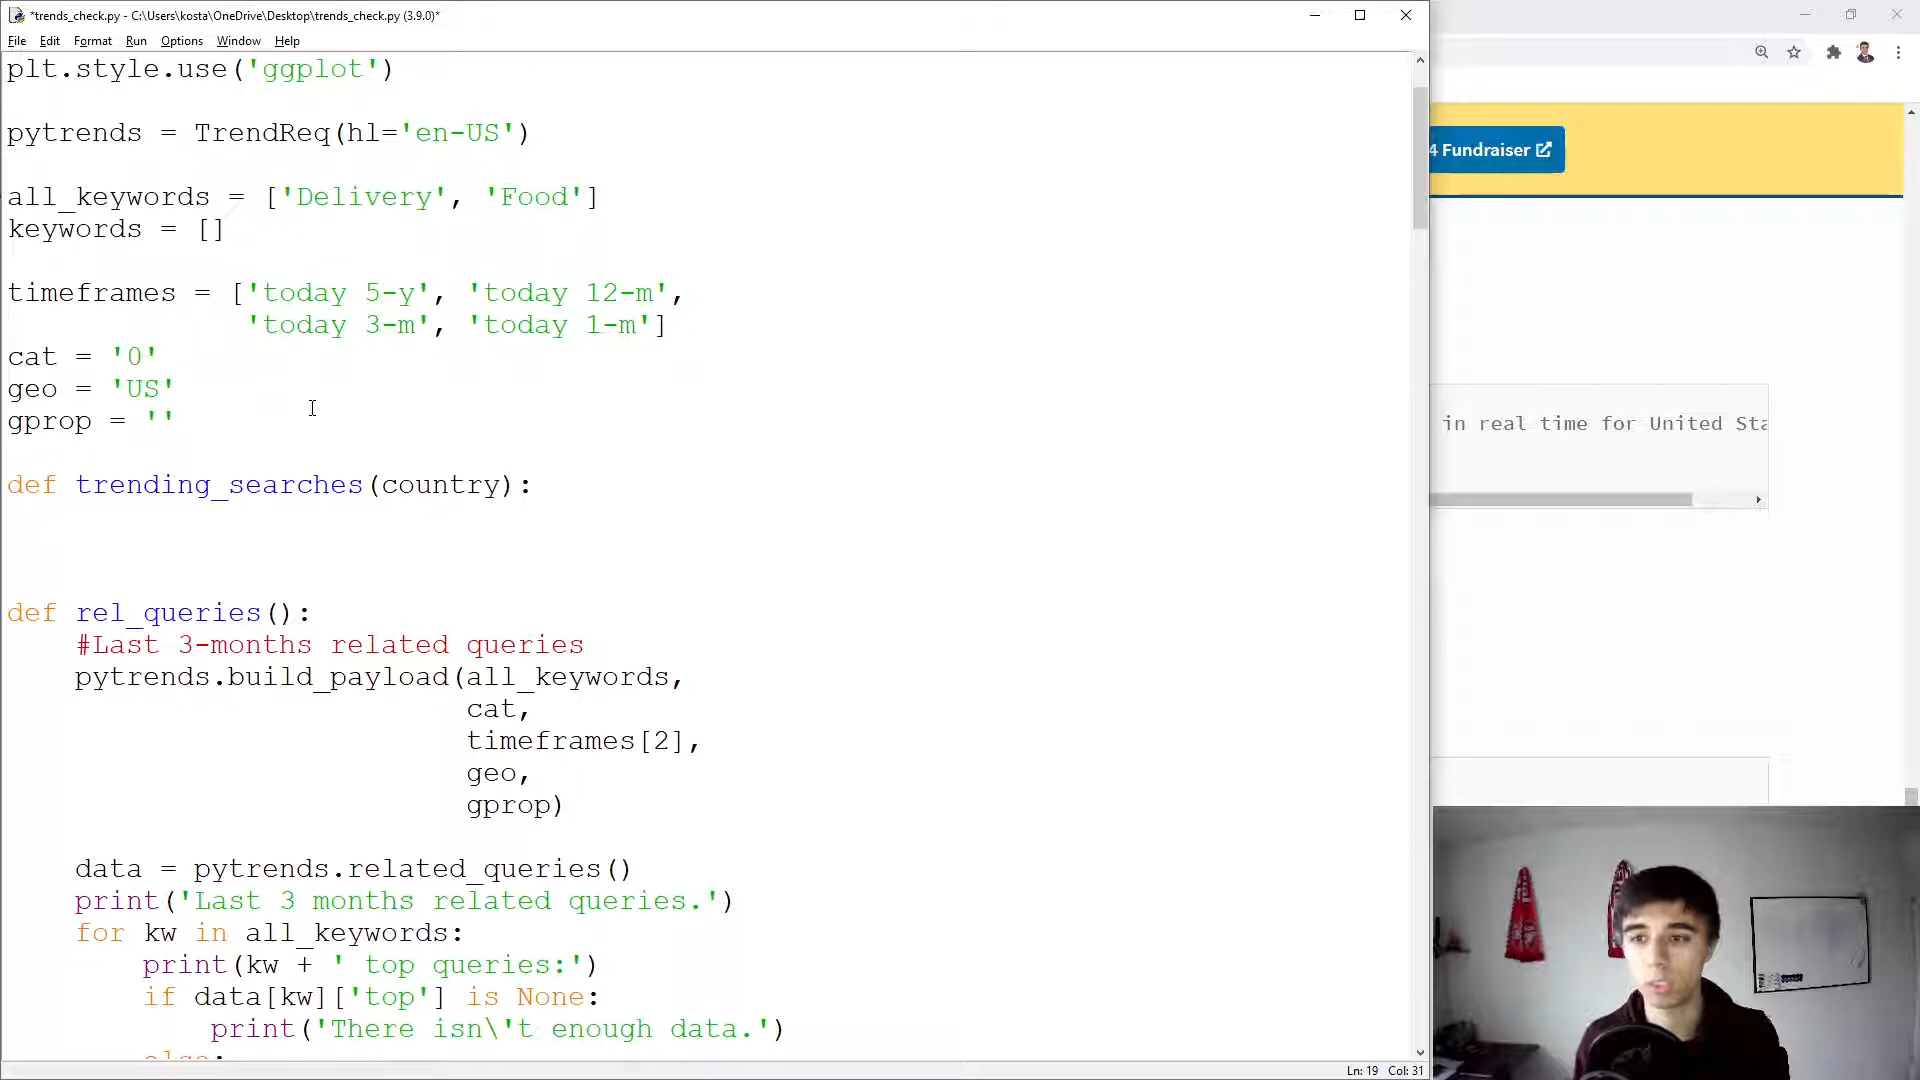 *trends_check.py - C:\Users\kosta\OneDrive\Desktop\trends_check.py (3.9.0)*
File Edit Format Run Options Window Help
plt.style.use('ggplot')
pytrends = TrendReq(hl='en-US')
all_keywords = ['Delivery', 'Food']
keywords = []
timeframes = ['today 5-y', 'today 12-m',
'today 3-m', 'today 1-m']
cat = '0'
geo = 'US'
gprop = ''
def trending_searches(country):
def rel_queries():
#Last 3-months related queries
pytrends.build_payload(all_keywords,
cat,
timeframes[2],
geo,
gprop)
data = pytrends.related_queries()
print('Last 3 months related queries.')
for kw in all_keywords:
print(kw + ' top queries:')
if data[kw]['top'] is None:
print('There isn\'t enough data.')
else:
Ln: 19 Col: 31
4 Fundraiser
in real time for United Sta